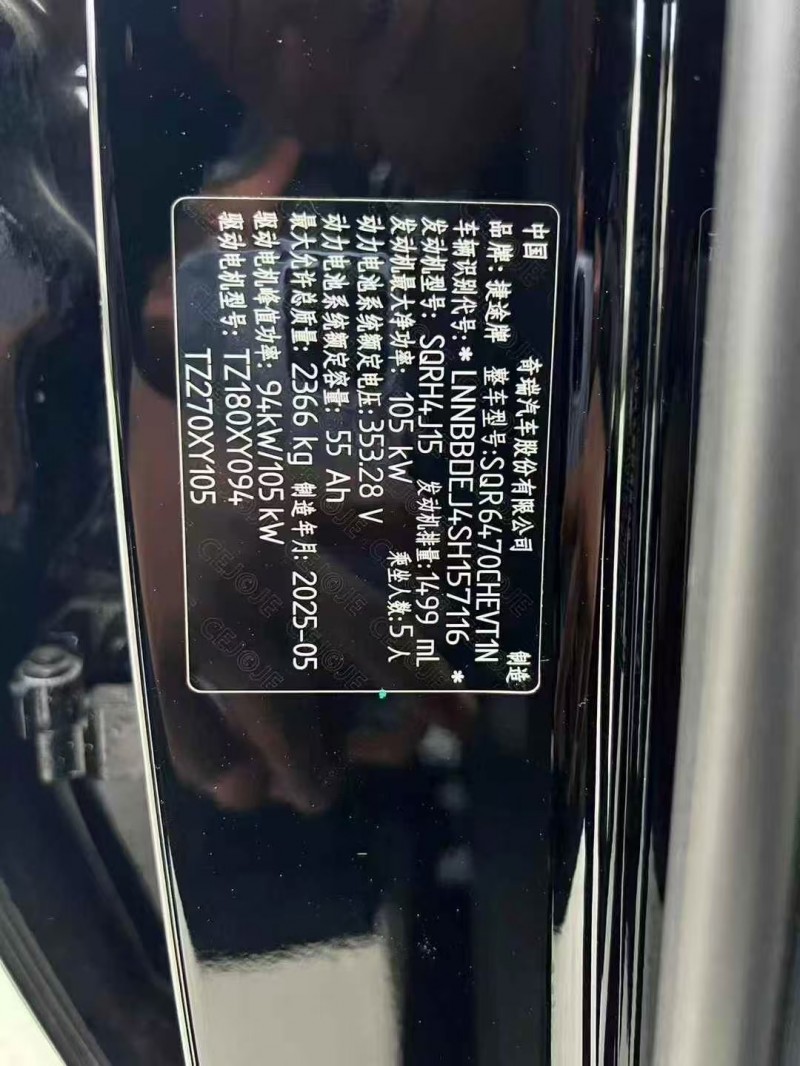 中国 奇瑞汽车股份有限公司 制造
品牌:捷途牌 整车型号:SQR6470CHEVT1N
车辆识别代号:*LNNBBDEJ4SH157116*
发动机型号:SQRH4J15 发动机排量:1499 mL
发动机最大净功率: 105 kW 乘坐人数:5人
动力电池系统额定电压:353.28 V
动力电池系统额定容量: 55 Ah
最大允许总质量: 2366 kg 制造年月: 2025-05
驱动电机峰值功率: 94kW/105kW
驱动电机型号: TZ180XY094
TZ270XY105
CEJOJE